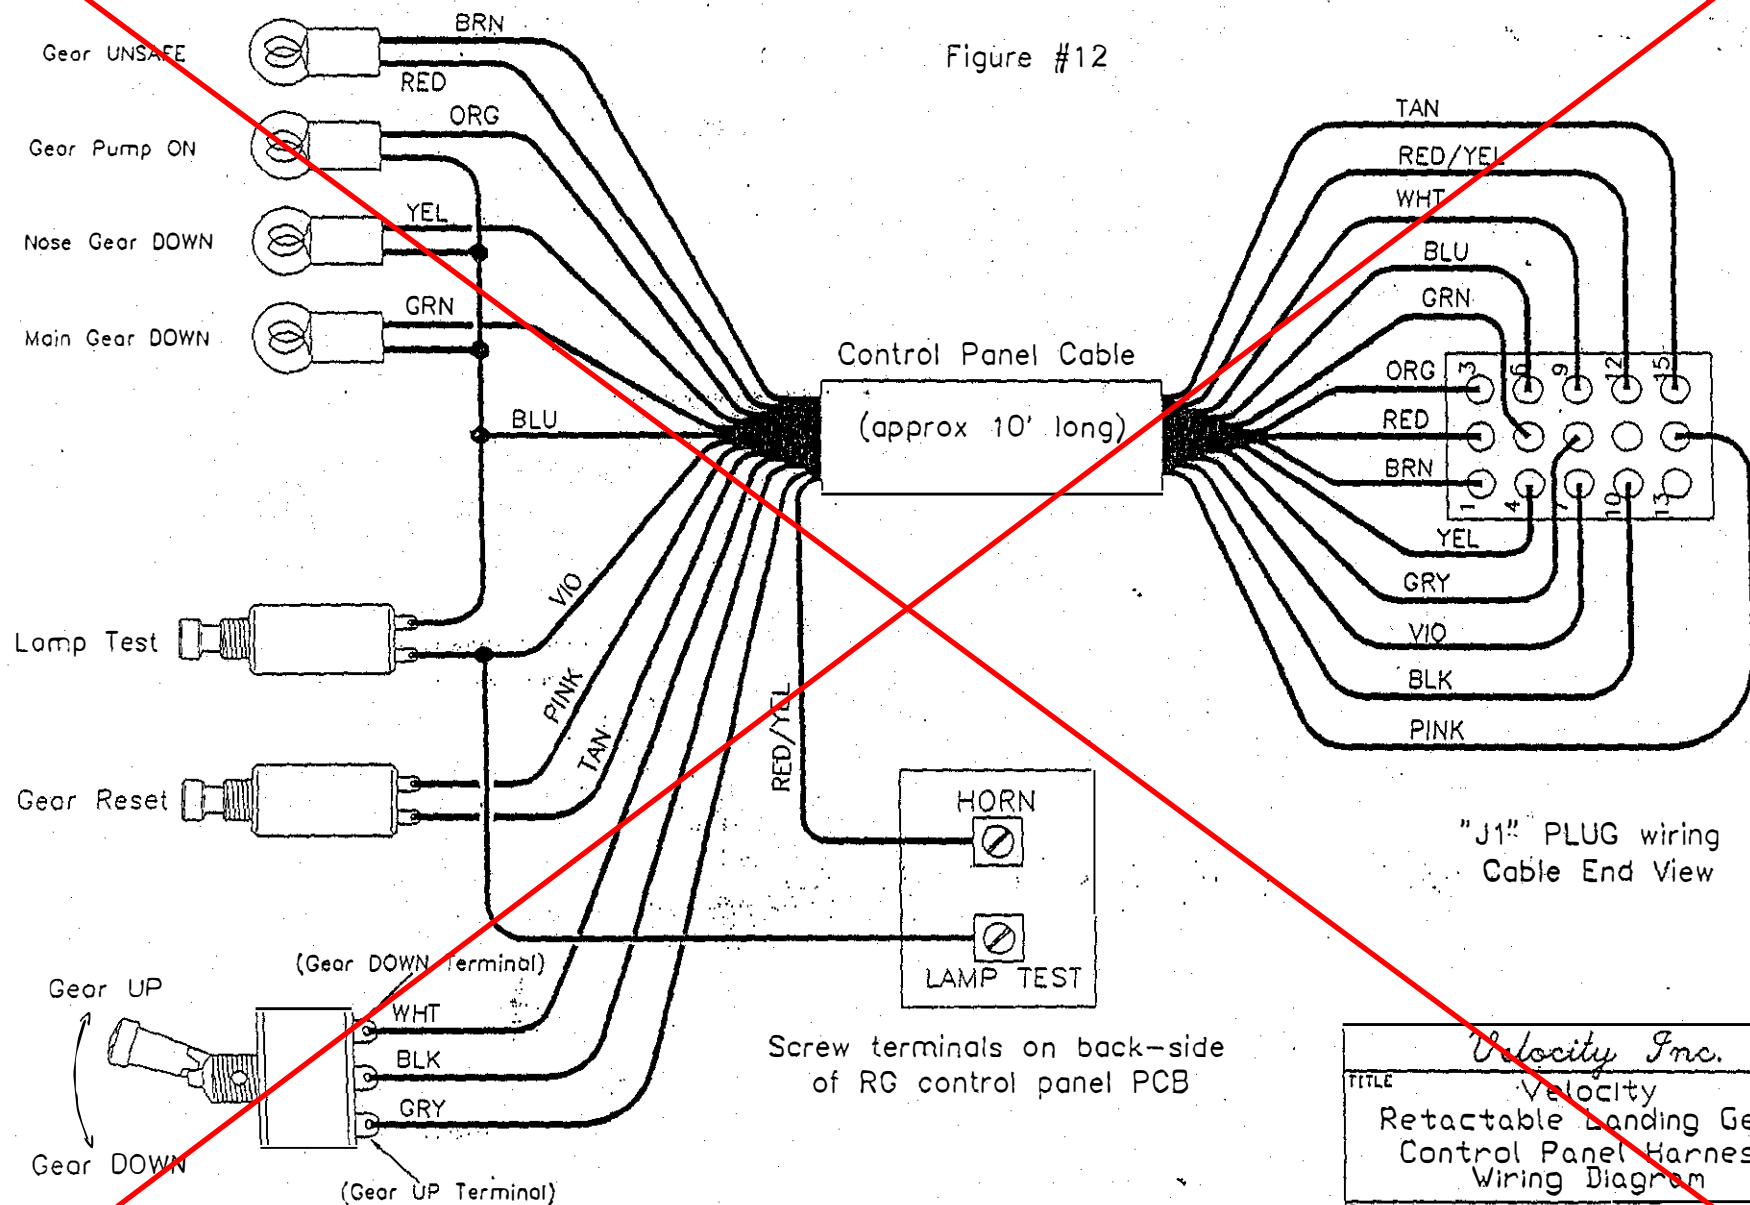 Figure #12
Gear UNSAFE
BRN
RED
Gear Pump ON
ORG
Nose Gear DOWN
YEL
Main Gear DOWN
GRN
BLU
Control Panel Cable
(approx 10' long)
TAN
RED/YEL
WHT
BLU
GRN
ORG
RED
BRN
YEL
GRY
VIO
BLK
PINK
3
6
9
12
15
1
4
7
10
13
"J1" PLUG wiring
Cable End View
Lamp Test
VIO
Gear Reset
PINK
TAN
RED/YEL
HORN
LAMP TEST
Screw terminals on back-side
of RG control panel PCB
Gear UP
Gear DOWN
(Gear DOWN Terminal)
WHT
BLK
GRY
(Gear UP Terminal)
Velocity Inc.
TITLE
Velocity
Retactable Landing Ge
Control Panel Harnes
Wiring Diagram